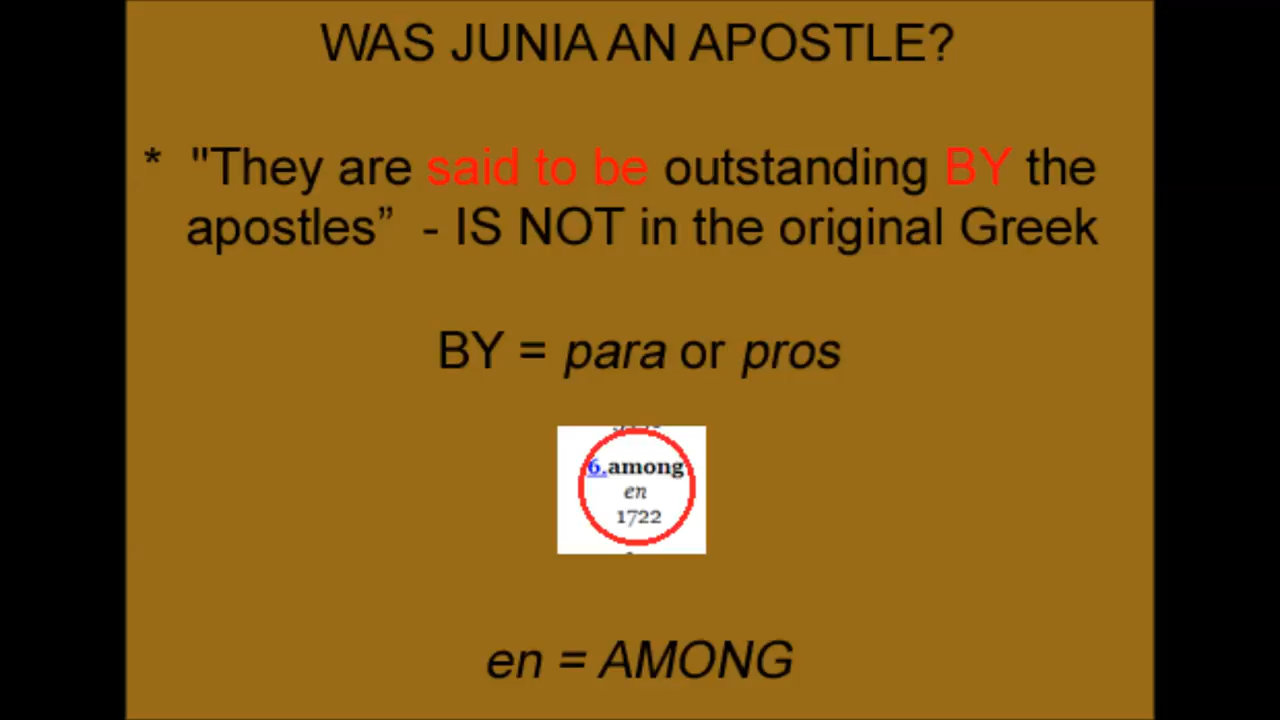 WAS JUNIA AN APOSTLE?
* "They are said to be outstanding BY the
apostles” - IS NOT in the original Greek
BY = para or pros
6.among
en
1722
en = AMONG